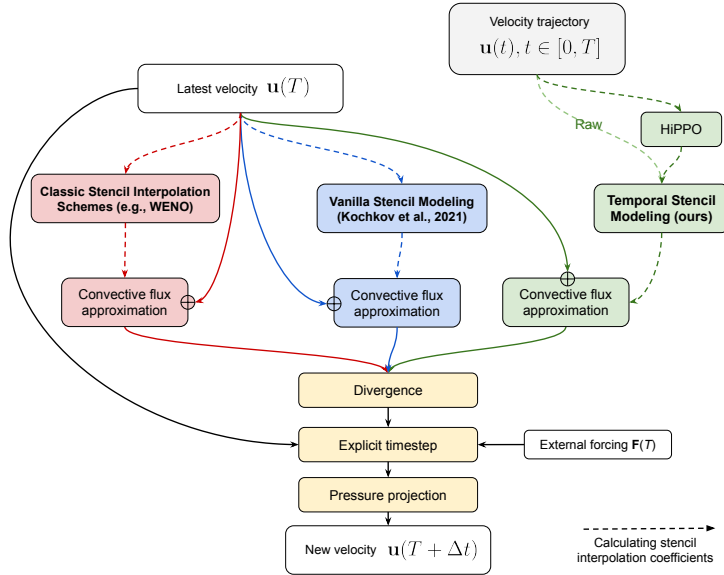 Velocity trajectory
u(t), t ∈ [0, T]
Latest velocity u(T)
Raw
HiPPO
Classic Stencil Interpolation
Schemes (e.g., WENO)
Vanilla Stencil Modeling
(Kochkov et al., 2021)
Temporal Stencil
Modeling (ours)
Convective flux
approximation
Convective flux
approximation
Convective flux
approximation
Divergence
Explicit timestep
External forcing F(T)
Pressure projection
New velocity u(T + Δt)
Calculating stencil
interpolation coefficients